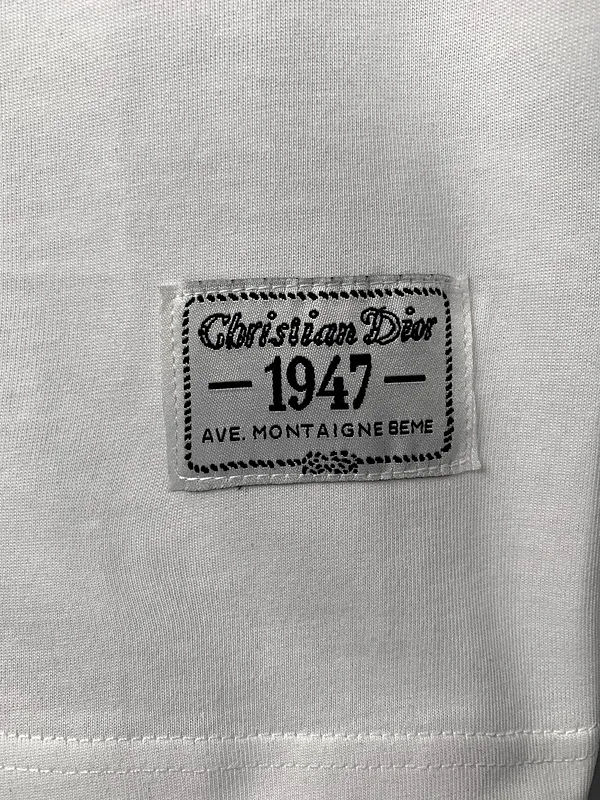 Christian Dior
— 1947 —
AVE. MONTAIGNE 8EME